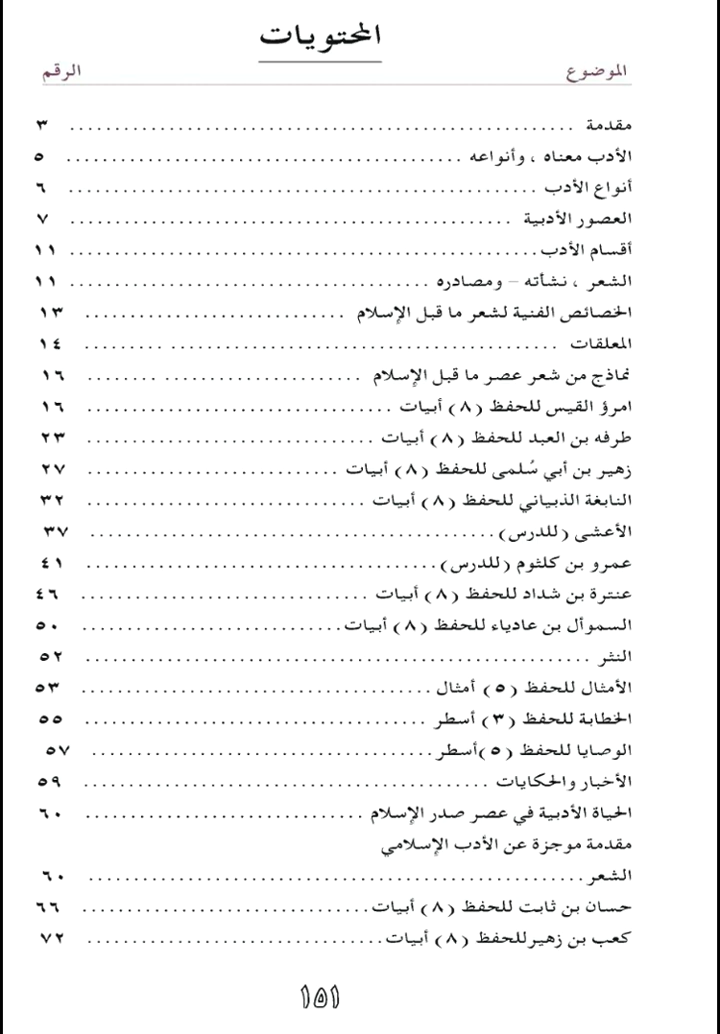 المحتويات
الموضوع الرقم
مقدمة ................................................ ٣
الأدب معناه ، وأنواعه ................................................ ٥
أنواع الأدب ................................................ ٦
العصور الأدبية ................................................ ٧
أقسام الأدب ................................................ ١١
الشعر ، نشأته – ومصادره ................................................ ١١
الخصائص الفنية لشعر ما قبل الإسلام ................................ ١٣
المعلقات ................................................ ١٤
نماذج من شعر عصر ما قبل الإسلام ................................ ١٦
امرؤ القيس للحفظ (٨) أبيات ................................ ١٦
طرفه بن العبد للحفظ (٨) أبيات ................................ ٢٣
زهير بن أبي سُلمى للحفظ (٨) أبيات ................................ ٢٧
النابغة الذبياني للحفظ (٨) أبيات ................................ ٣٢
الأعشى (للدرس) ................................................ ٣٧
عمرو بن كلثوم (للدرس) ................................................ ٤١
عنترة بن شداد للحفظ (٨) أبيات ................................ ٤٦
السموأل بن عادياء للحفظ (٨) أبيات ................................ ٥٠
النثر ................................................ ٥٢
الأمثال للحفظ (٥) أمثال ................................ ٥٣
الخطابة للحفظ (٣) أسطر ................................ ٥٥
الوصايا للحفظ (٥)أسطر ................................ ٥٧
الأخبار والحكايات ................................................ ٥٩
الحياة الأدبية في عصر صدر الإسلام ................................ ٦٠
مقدمة موجزة عن الأدب الإسلامي
الشعر ................................................ ٦٠
حسان بن ثابت للحفظ (٨) أبيات ................................ ٦٦
كعب بن زهيرللحفظ (٨) أبيات ................................ ٧٢
١٥١